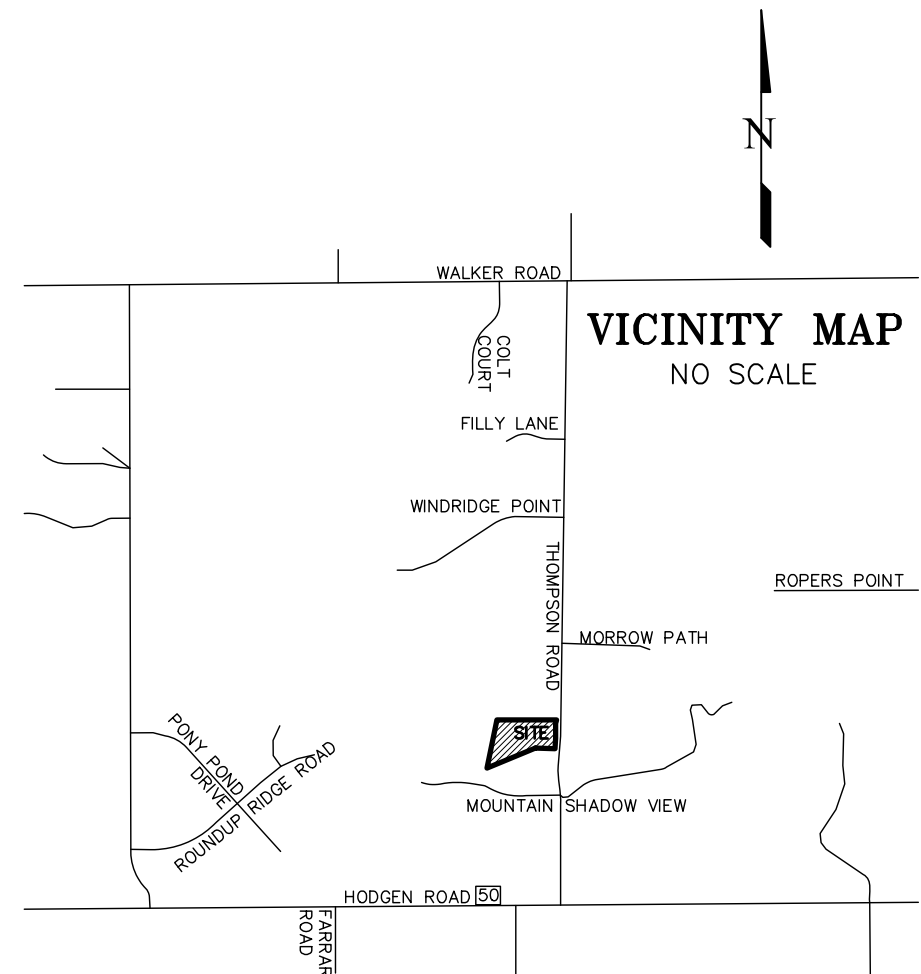 N
WALKER ROAD
VICINITY MAP
NO SCALE
COLT
COURT
FILLY LANE
WINDRIDGE POINT
THOMPSON ROAD
ROPERS POINT
MORROW PATH
SITE
PONY POND
DRIVE
ROUNDUP RIDGE ROAD
MOUNTAIN SHADOW VIEW
HODGEN ROAD 50
FARRAR
ROAD